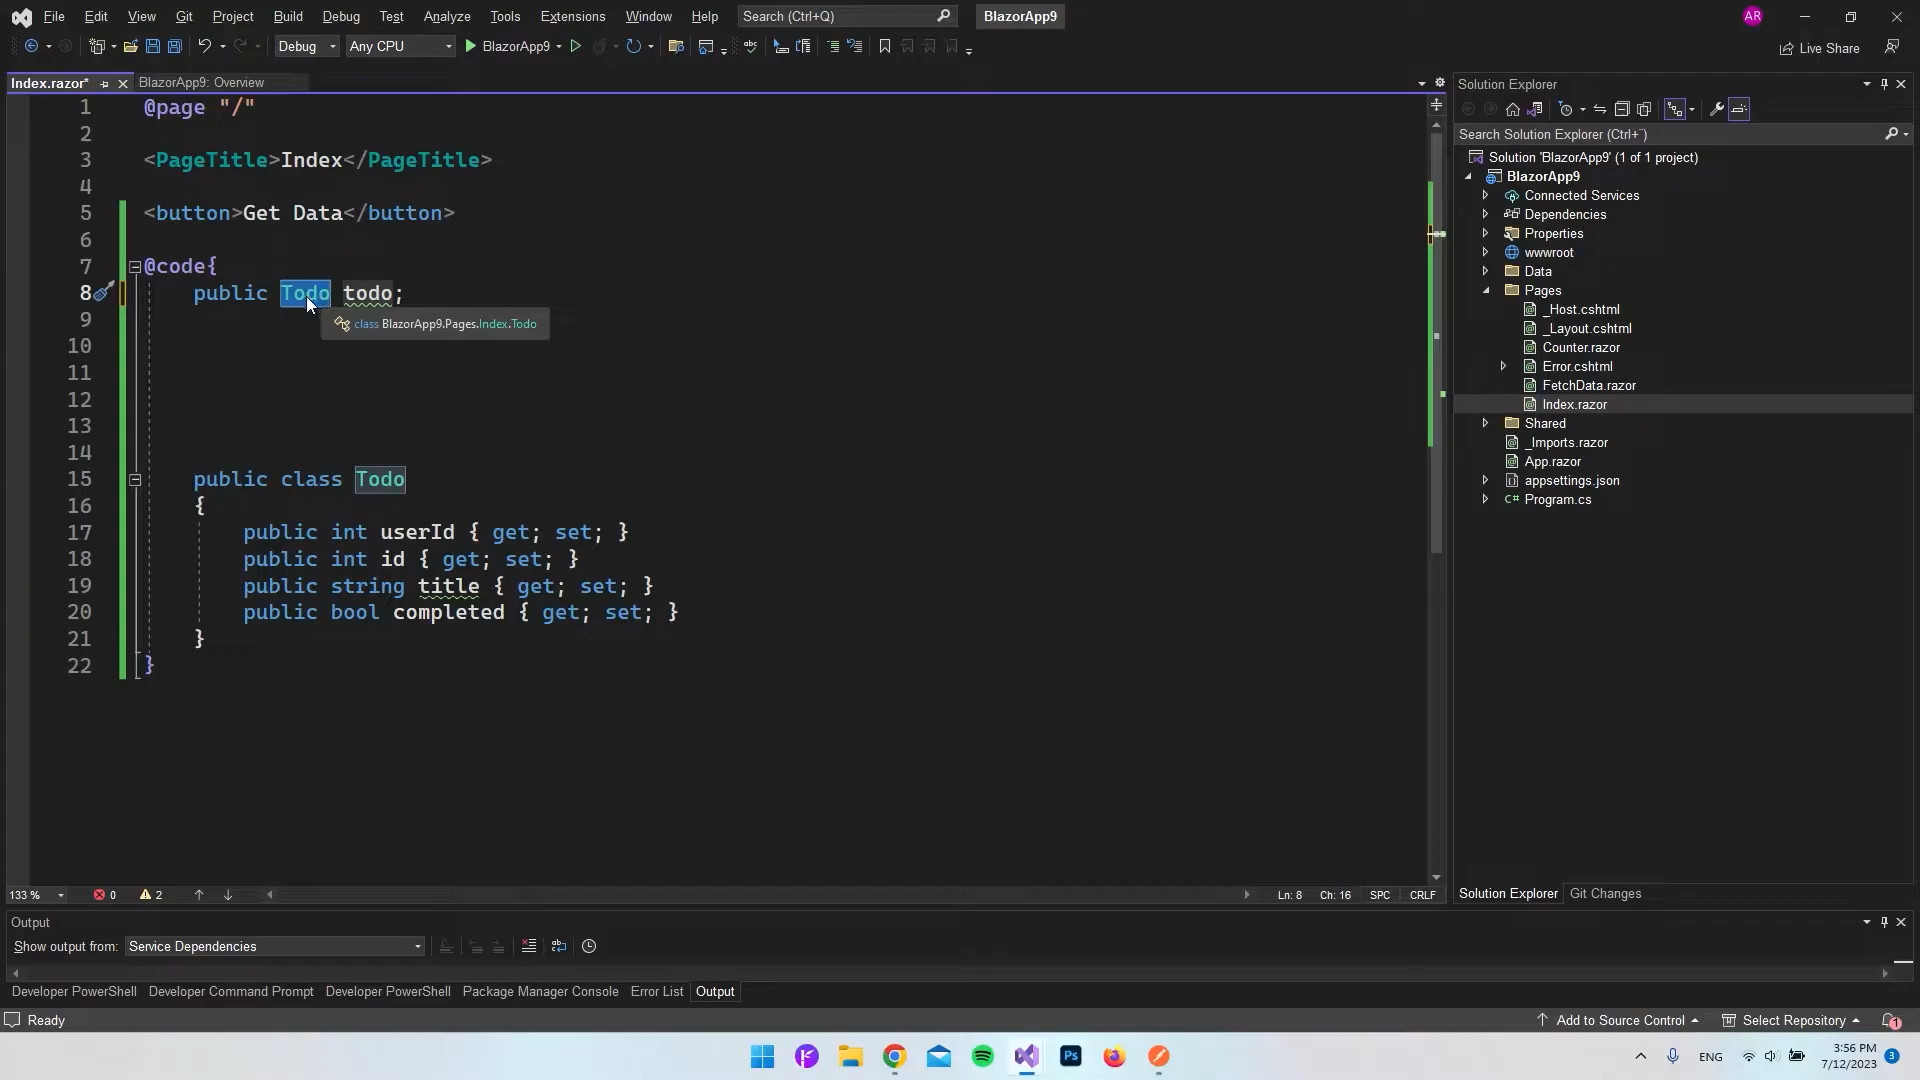 File Edit View Git Project Build Debug Test Analyze Tools Extensions Window Help Search (Ctrl+Q) BlazorApp9 AR
Debug Any CPU BlazorApp9 Live Share
Index.razor* BlazorApp9: Overview
1 @page "/"
2
3 <PageTitle>Index</PageTitle>
4
5 <button>Get Data</button>
6
7 @code{
8 public Todo todo;
class BlazorApp9.Pages.Index.Todo
9
10
11
12
13
14
15 public class Todo
16 {
17 public int userId { get; set; }
18 public int id { get; set; }
19 public string title { get; set; }
20 public bool completed { get; set; }
21 }
22 }
133 % 0 2 Ln: 8 Ch: 16 SPC CRLF
Solution Explorer
Search Solution Explorer (Ctrl+¨)
Solution 'BlazorApp9' (1 of 1 project)
BlazorApp9
Connected Services
Dependencies
Properties
wwwroot
Data
Pages
_Host.cshtml
_Layout.cshtml
Counter.razor
Error.cshtml
FetchData.razor
Index.razor
Shared
_Imports.razor
App.razor
appsettings.json
C# Program.cs
Solution Explorer Git Changes
Output
Show output from: Service Dependencies
Developer PowerShell Developer Command Prompt Developer PowerShell Package Manager Console Error List Output
Ready Add to Source Control Select Repository 1
Ps ENG 3:56 PM
7/12/2023 3